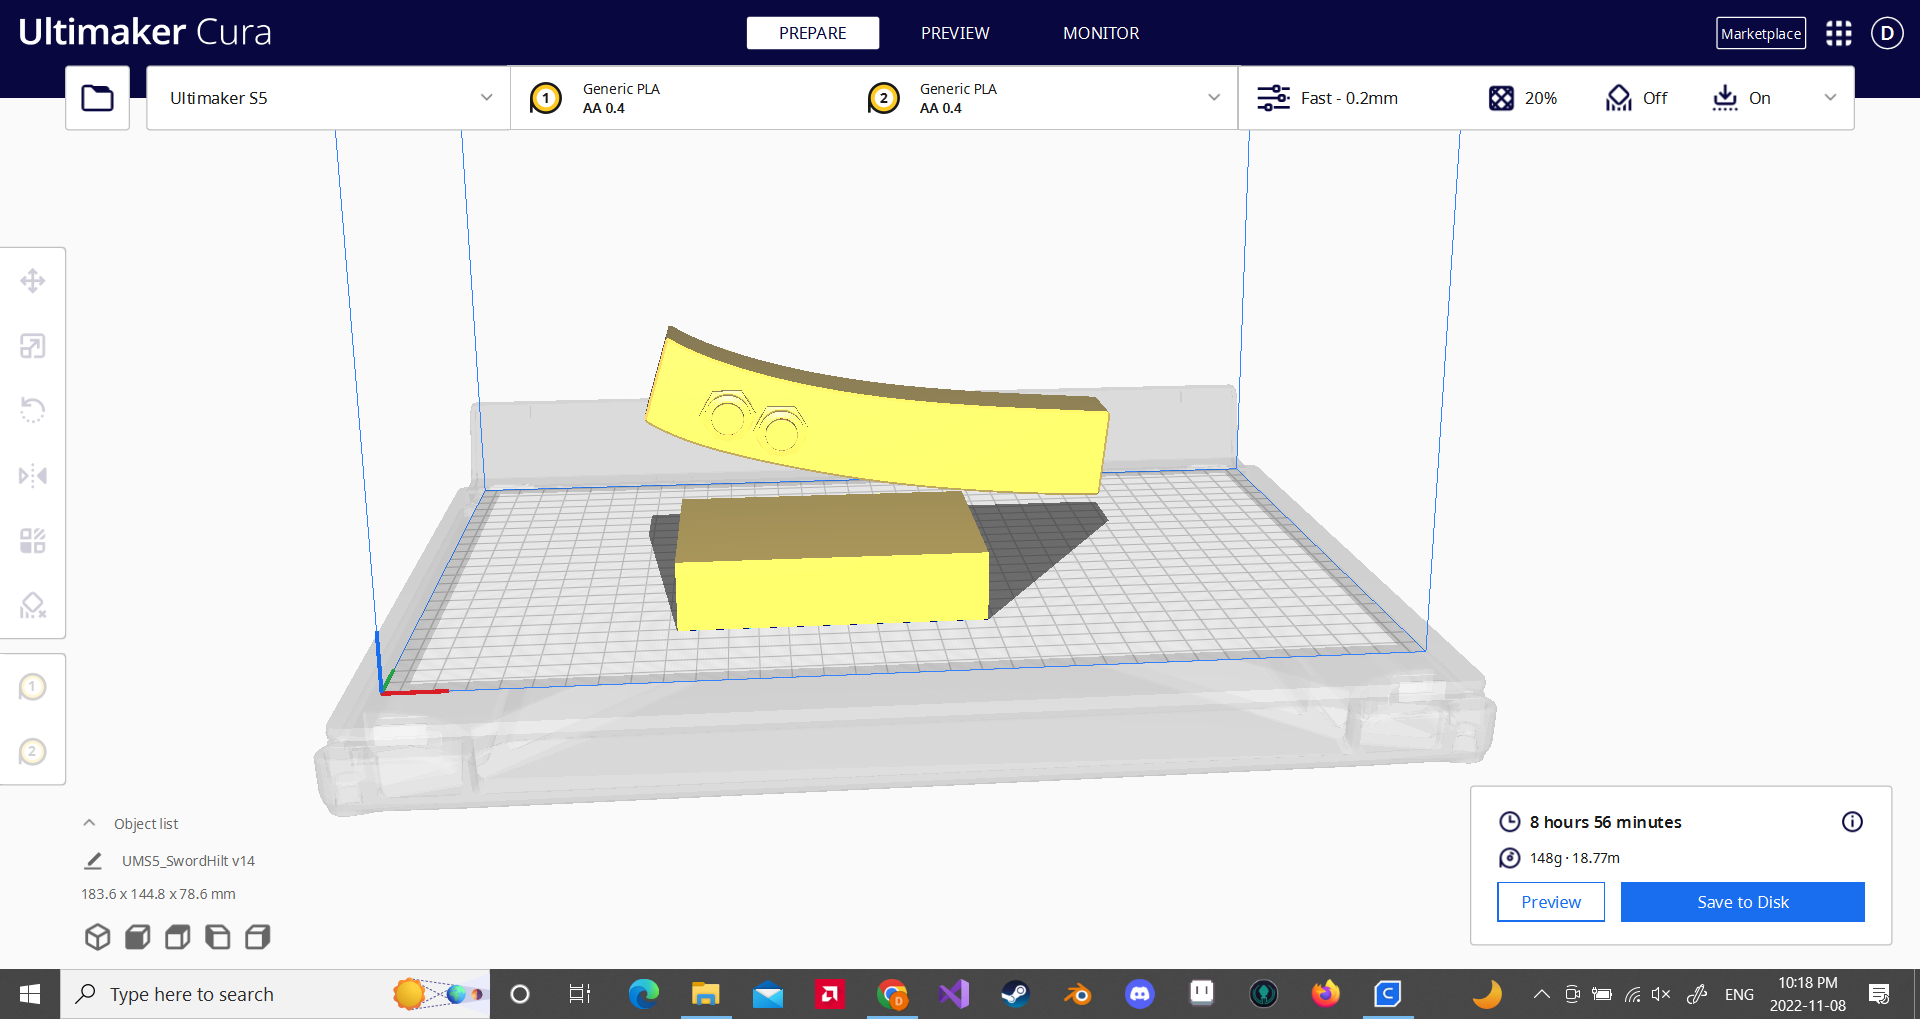 Ultimaker Cura
PREPARE
PREVIEW
MONITOR
Marketplace
D
Ultimaker S5
1
Generic PLA
AA 0.4
2
Generic PLA
AA 0.4
Fast - 0.2mm
20%
Off
On
1
2
Object list
UMS5_SwordHilt v14
183.6 x 144.8 x 78.6 mm
8 hours 56 minutes
148g · 18.77m
Preview
Save to Disk
Type here to search
D
ENG
10:18 PM
2022-11-08